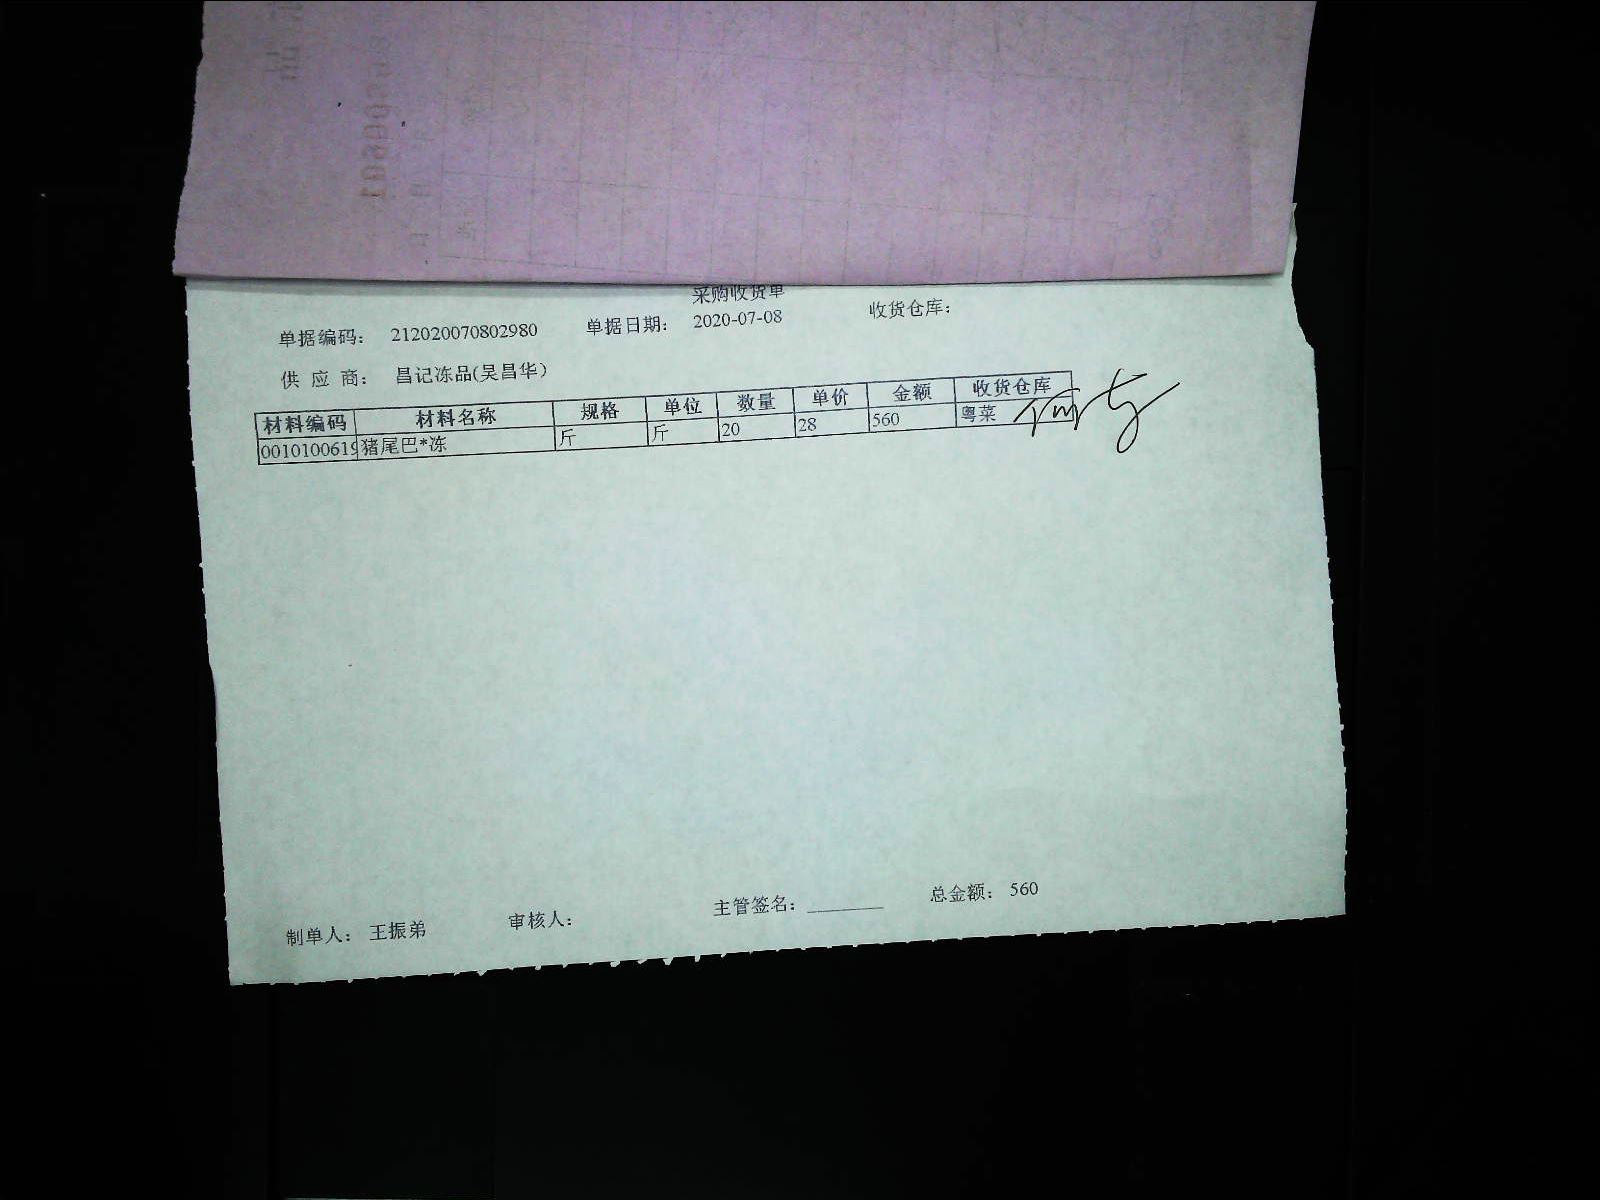 采购收货单
单据编码： 212020070802980 单据日期： 2020-07-08 收货仓库：
供 应 商： 昌记冻品(吴昌华)
材料编码 材料名称 规格 单位 数量 单价 金额 收货仓库
0010100619 猪尾巴*冻 斤 斤 20 28 560 粤菜
制单人： 王振弟 审核人： 主管签名： 总金额： 560